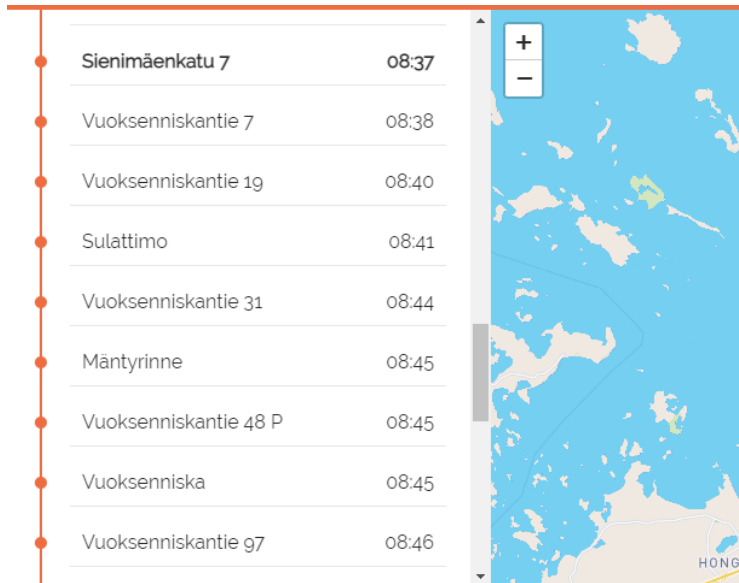 Sienimäenkatu 7 08:37
Vuoksenniskantie 7 08:38
Vuoksenniskantie 19 08:40
Sulattimo 08:41
Vuoksenniskantie 31 08:44
Mäntyrinne 08:45
Vuoksenniskantie 48 P 08:45
Vuoksenniska 08:45
Vuoksenniskantie 97 08:46
+
−
HONG